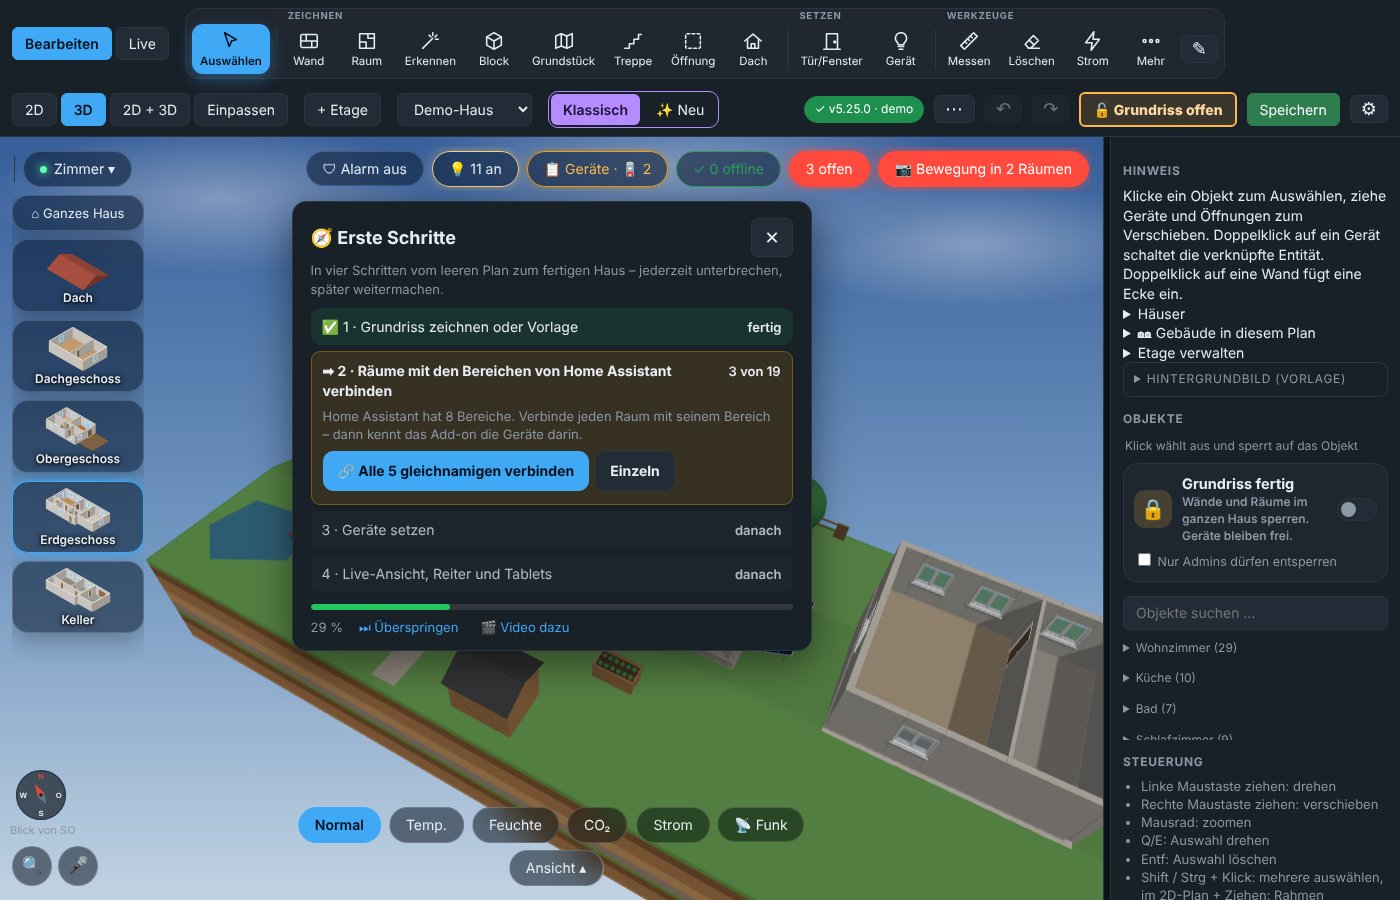 Bearbeiten
Live
ZEICHNEN
SETZEN
WERKZEUGE
Auswählen
Wand
Raum
Erkennen
Block
Grundstück
Treppe
Öffnung
Dach
Tür/Fenster
Gerät
Messen
Löschen
Strom
Mehr
2D
3D
2D + 3D
Einpassen
+ Etage
Demo-Haus
Klassisch
✨ Neu
✓ v5.25.0 · demo
⋯
🔓 Grundriss offen
Speichern
Zimmer ▾
🛡 Alarm aus
💡 11 an
📋 Geräte · 🪫 2
✓ 0 offline
3 offen
📷 Bewegung in 2 Räumen
⌂ Ganzes Haus
Dach
Dachgeschoss
Obergeschoss
Erdgeschoss
Keller
🧭 Erste Schritte
✕
In vier Schritten vom leeren Plan zum fertigen Haus – jederzeit unterbrechen,
später weitermachen.
✅ 1 · Grundriss zeichnen oder Vorlage
fertig
➡ 2 · Räume mit den Bereichen von Home Assistant
verbinden
3 von 19
Home Assistant hat 8 Bereiche. Verbinde jeden Raum mit seinem Bereich
– dann kennt das Add-on die Geräte darin.
🔗 Alle 5 gleichnamigen verbinden
Einzeln
3 · Geräte setzen
danach
4 · Live-Ansicht, Reiter und Tablets
danach
29 %
⏭ Überspringen
🎬 Video dazu
N
W
O
S
Blick von SO
Normal
Temp.
Feuchte
CO₂
Strom
📡 Funk
Ansicht ▴
HINWEIS
Klicke ein Objekt zum Auswählen, ziehe
Geräte und Öffnungen zum
Verschieben. Doppelklick auf ein Gerät
schaltet die verknüpfte Entität.
Doppelklick auf eine Wand fügt eine
Ecke ein.
▶ Häuser
▶ 🏘 Gebäude in diesem Plan
▶ Etage verwalten
▶ HINTERGRUNDBILD (VORLAGE)
OBJEKTE
Klick wählt aus und sperrt auf das Objekt
Grundriss fertig
Wände und Räume im
ganzen Haus sperren.
Geräte bleiben frei.
Nur Admins dürfen entsperren
Objekte suchen …
▶ Wohnzimmer (29)
▶ Küche (10)
▶ Bad (7)
▶ Schlafzimmer (9)
STEUERUNG
• Linke Maustaste ziehen: drehen
• Rechte Maustaste ziehen: verschieben
• Mausrad: zoomen
• Q/E: Auswahl drehen
• Entf: Auswahl löschen
• Shift / Strg + Klick: mehrere auswählen,
im 2D-Plan + Ziehen: Rahmen